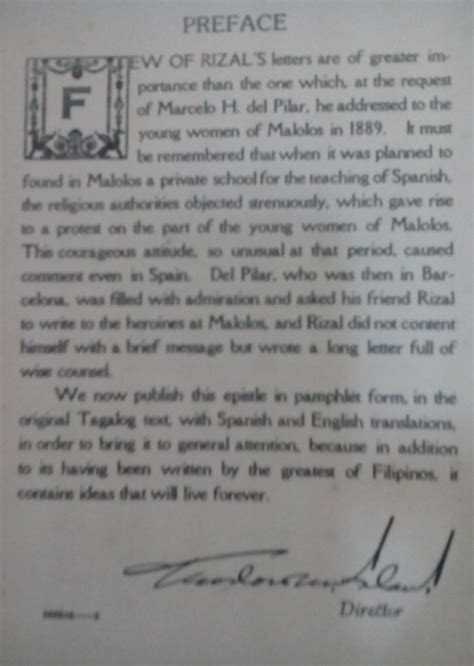 PREFACE
FEW OF RIZAL'S letters are of greater im-
portance than the one which, at the request
of Marcelo H. del Pilar, he addressed to the
young women of Malolos in 1889. It must
be remembered that when it was planned to
found in Malolos a private school for the teaching of Spanish,
the religious authorities objected strenuously, which gave rise
to a protest on the part of the young women of Malolos.
This courageous attitude, so unusual at that period, caused
comment even in Spain. Del Pilar, who was then in Bar-
celona, was filled with admiration and asked his friend Rizal
to write to the heroines at Malolos, and Rizal did not content
himself with a brief message but wrote a long letter full of
wise counsel.
We now publish this epistle in pamphlet form, in the
original Tagalog text, with Spanish and English translations,
in order to bring it to general attention, because in addition
to its having been written by the greatest of Filipinos, it
contains ideas that will live forever.
Director